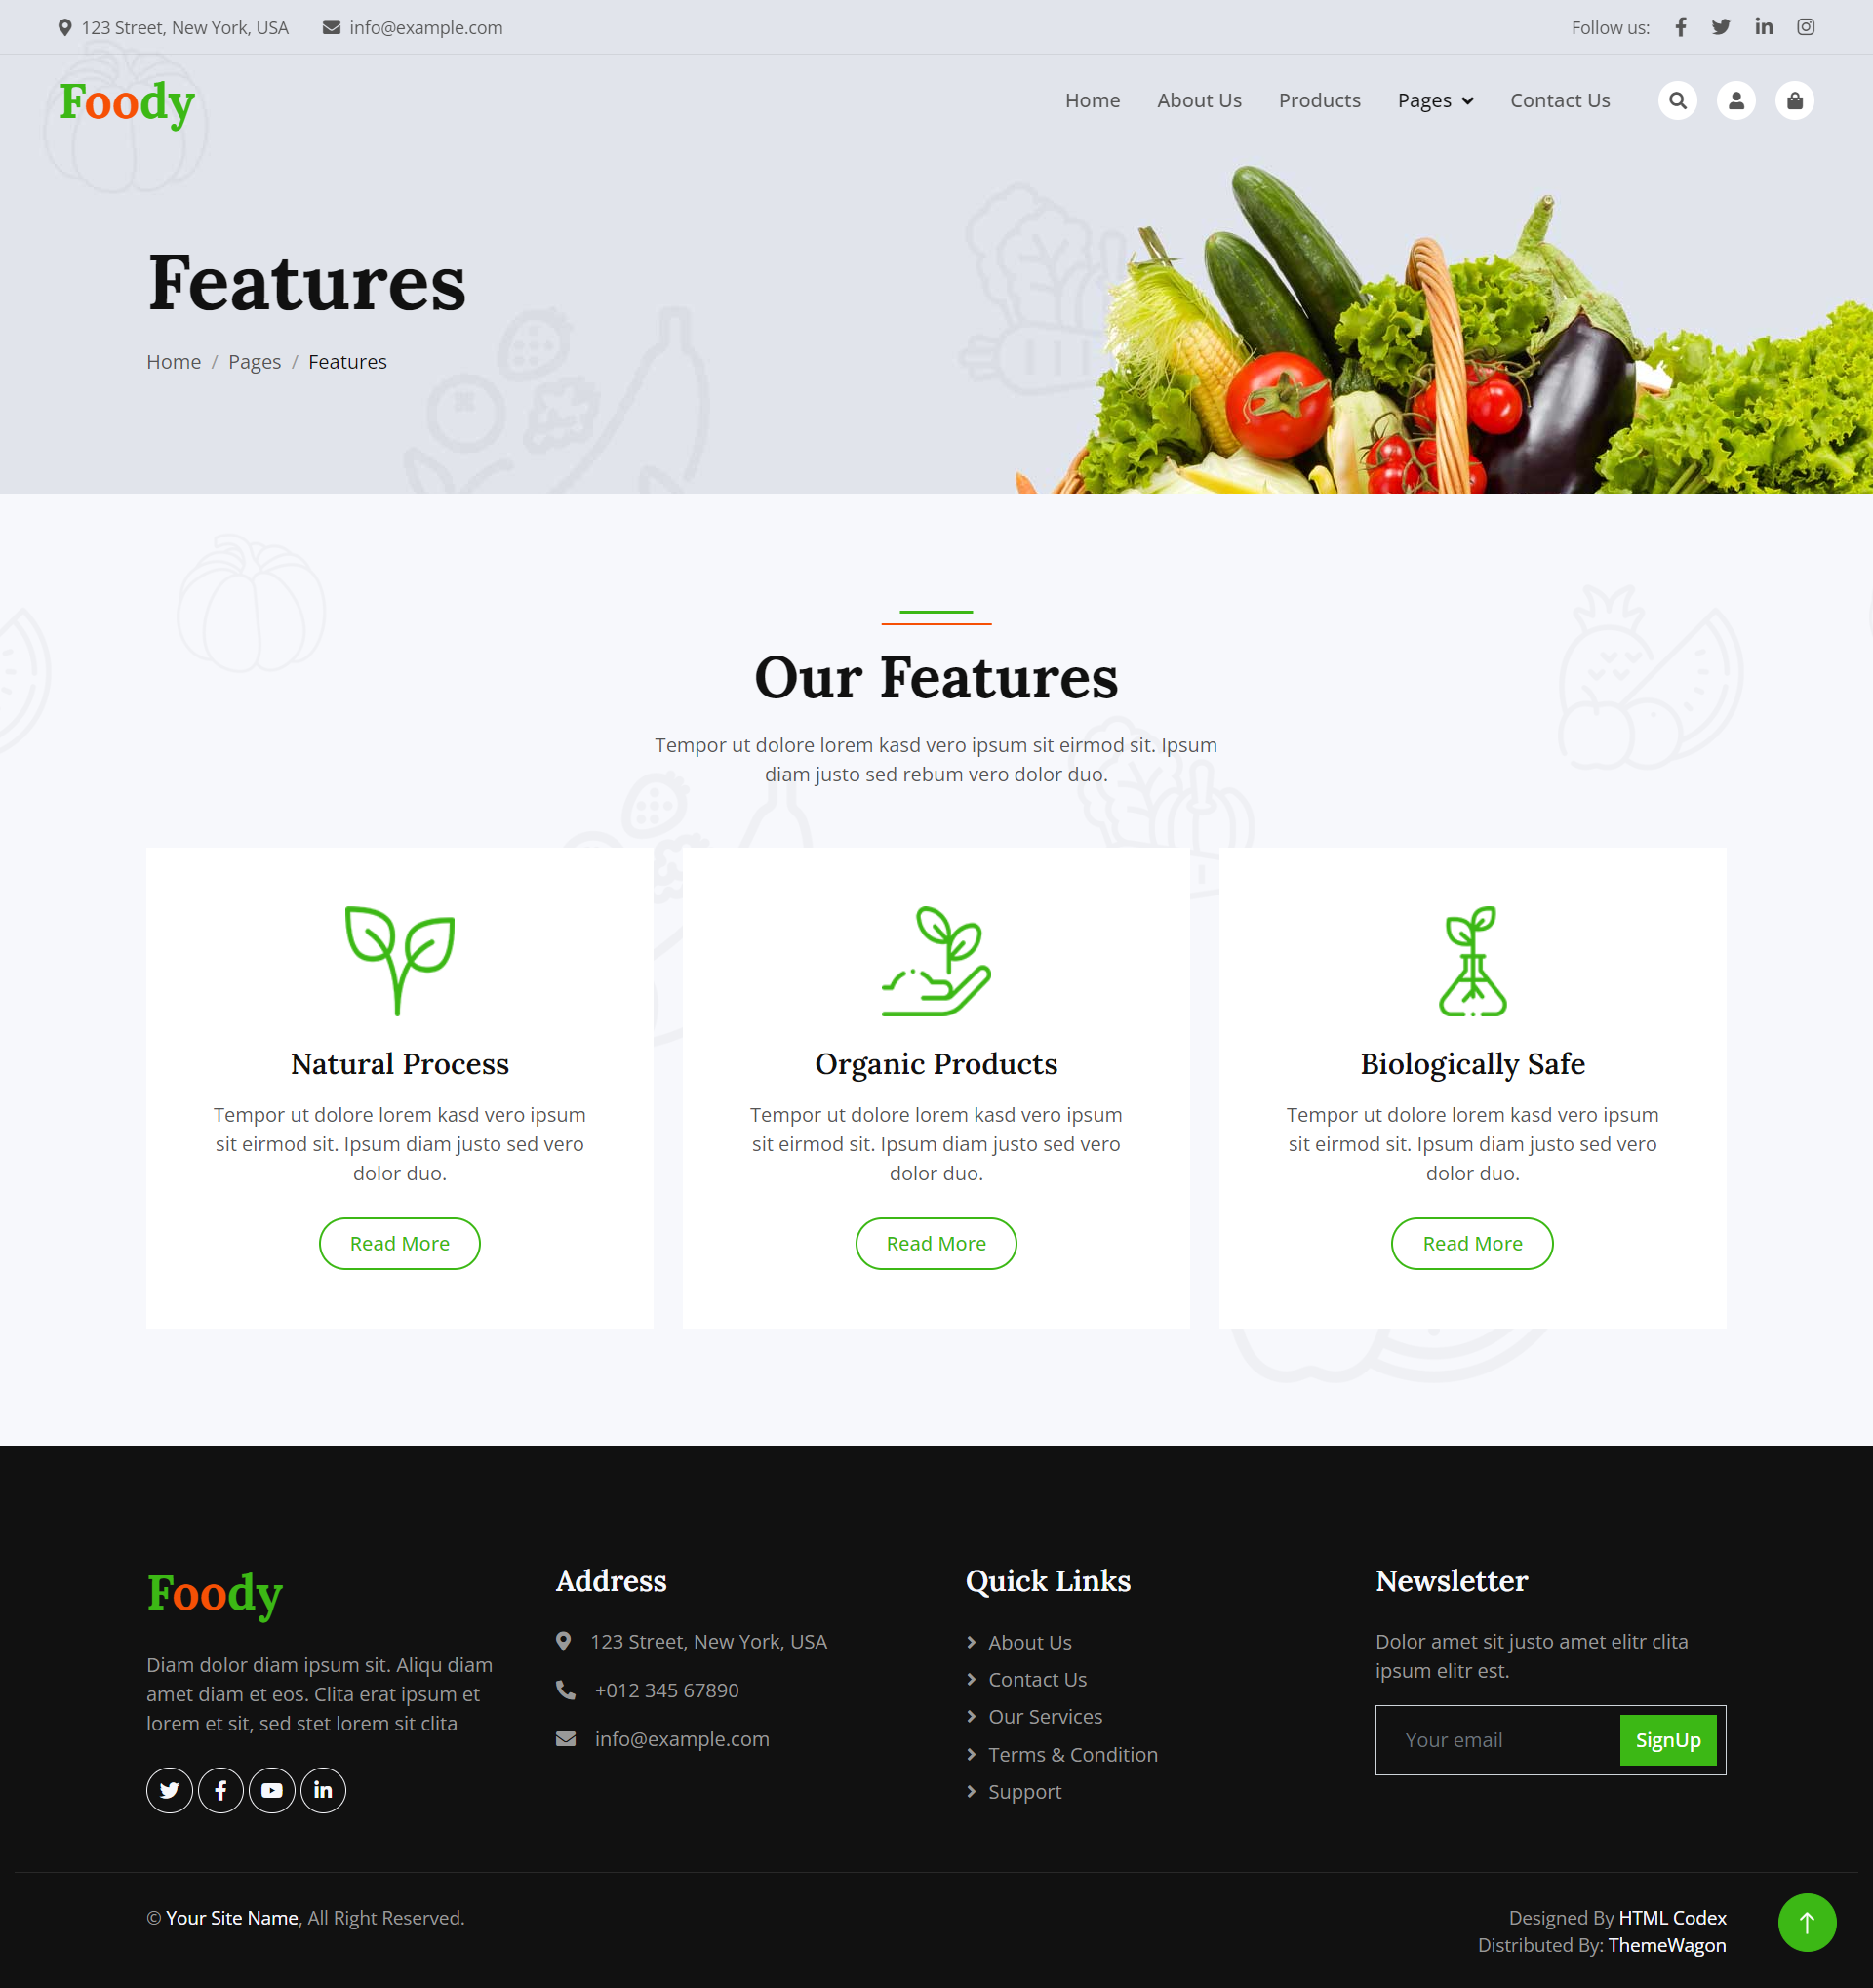 123 Street, New York, USA
info@example.com
Follow us:
Foody
Home
About Us
Products
Pages
Contact Us
Features
Home / Pages / Features
Our Features
Tempor ut dolore lorem kasd vero ipsum sit eirmod sit. Ipsum
diam justo sed rebum vero dolor duo.
Natural Process
Tempor ut dolore lorem kasd vero ipsum
sit eirmod sit. Ipsum diam justo sed vero
dolor duo.
Read More
Organic Products
Tempor ut dolore lorem kasd vero ipsum
sit eirmod sit. Ipsum diam justo sed vero
dolor duo.
Read More
Biologically Safe
Tempor ut dolore lorem kasd vero ipsum
sit eirmod sit. Ipsum diam justo sed vero
dolor duo.
Read More
Foody
Diam dolor diam ipsum sit. Aliqu diam
amet diam et eos. Clita erat ipsum et
lorem et sit, sed stet lorem sit clita
Address
123 Street, New York, USA
+012 345 67890
info@example.com
Quick Links
About Us
Contact Us
Our Services
Terms & Condition
Support
Newsletter
Dolor amet sit justo amet elitr clita
ipsum elitr est.
Your email
SignUp
© Your Site Name, All Right Reserved.
Designed By HTML Codex
Distributed By: ThemeWagon